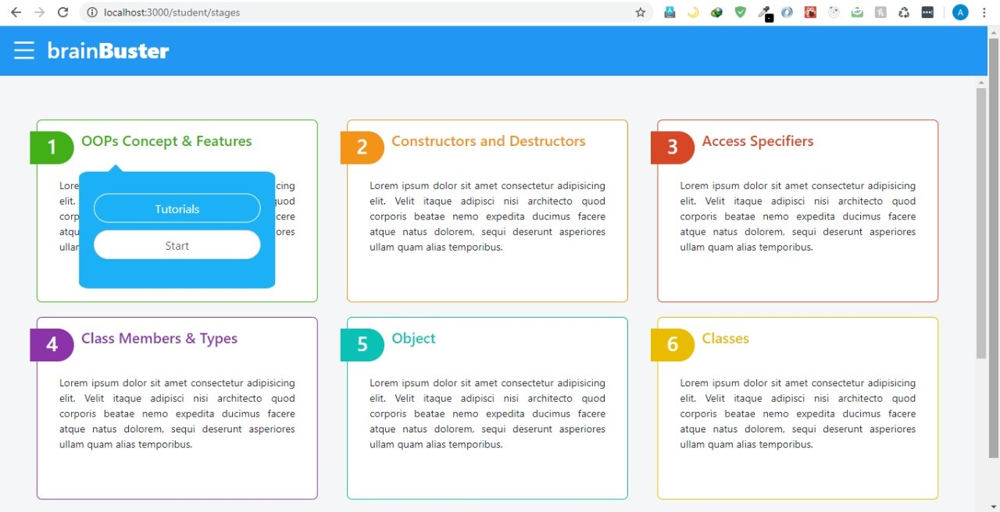 localhost:3000/student/stages
A
brainBuster
1 OOPs Concept & Features
Lore
cing
elit.
quod
corp
cere
atqu
ores
ullar
Tutorials
Start
2 Constructors and Destructors
Lorem ipsum dolor sit amet consectetur adipisicing
elit. Velit itaque adipisci nisi architecto quod
corporis beatae nemo expedita ducimus facere
atque natus dolorem, sequi deserunt asperiores
ullam quam alias temporibus.
3 Access Specifiers
Lorem ipsum dolor sit amet consectetur adipisicing
elit. Velit itaque adipisci nisi architecto quod
corporis beatae nemo expedita ducimus facere
atque natus dolorem, sequi deserunt asperiores
ullam quam alias temporibus.
4 Class Members & Types
Lorem ipsum dolor sit amet consectetur adipisicing
elit. Velit itaque adipisci nisi architecto quod
corporis beatae nemo expedita ducimus facere
atque natus dolorem, sequi deserunt asperiores
ullam quam alias temporibus.
5 Object
Lorem ipsum dolor sit amet consectetur adipisicing
elit. Velit itaque adipisci nisi architecto quod
corporis beatae nemo expedita ducimus facere
atque natus dolorem, sequi deserunt asperiores
ullam quam alias temporibus.
6 Classes
Lorem ipsum dolor sit amet consectetur adipisicing
elit. Velit itaque adipisci nisi architecto quod
corporis beatae nemo expedita ducimus facere
atque natus dolorem, sequi deserunt asperiores
ullam quam alias temporibus.